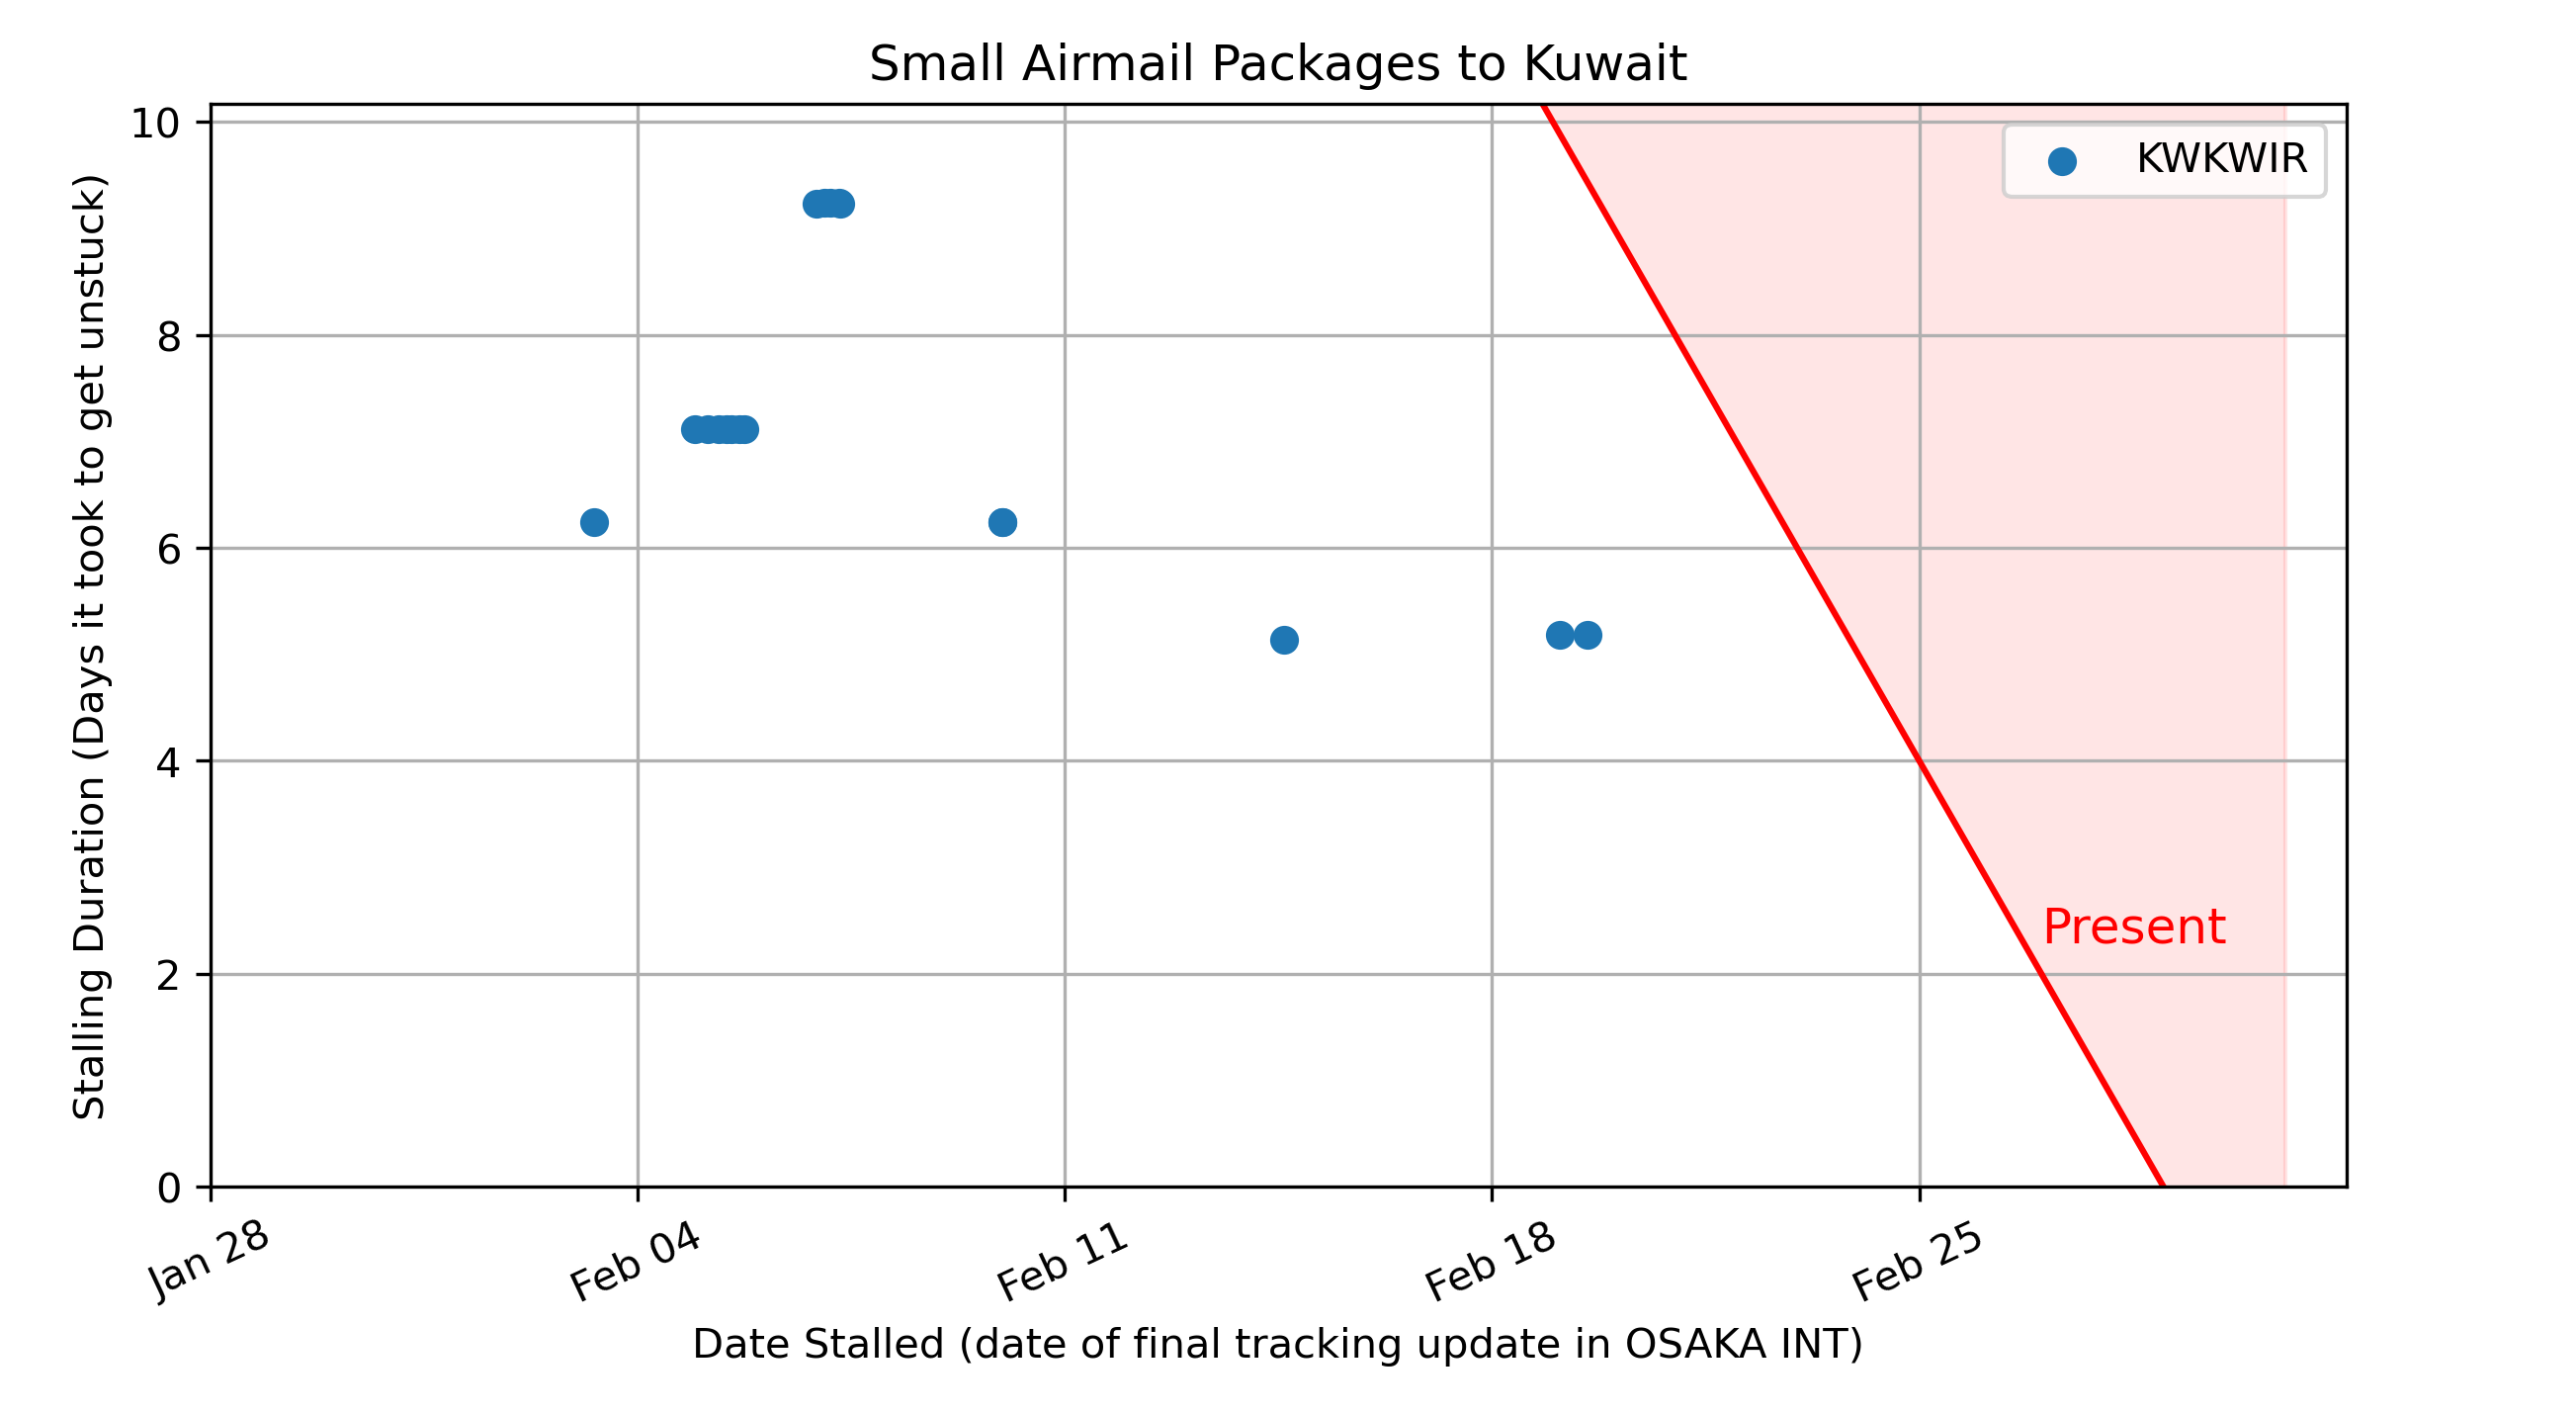 Small Airmail Packages to Kuwait
KWKWIR
10
8
6
4
2
0
Stalling Duration (Days it took to get unstuck)
Present
Jan 28
Feb 04
Feb 11
Feb 18
Feb 25
Date Stalled (date of final tracking update in OSAKA INT)